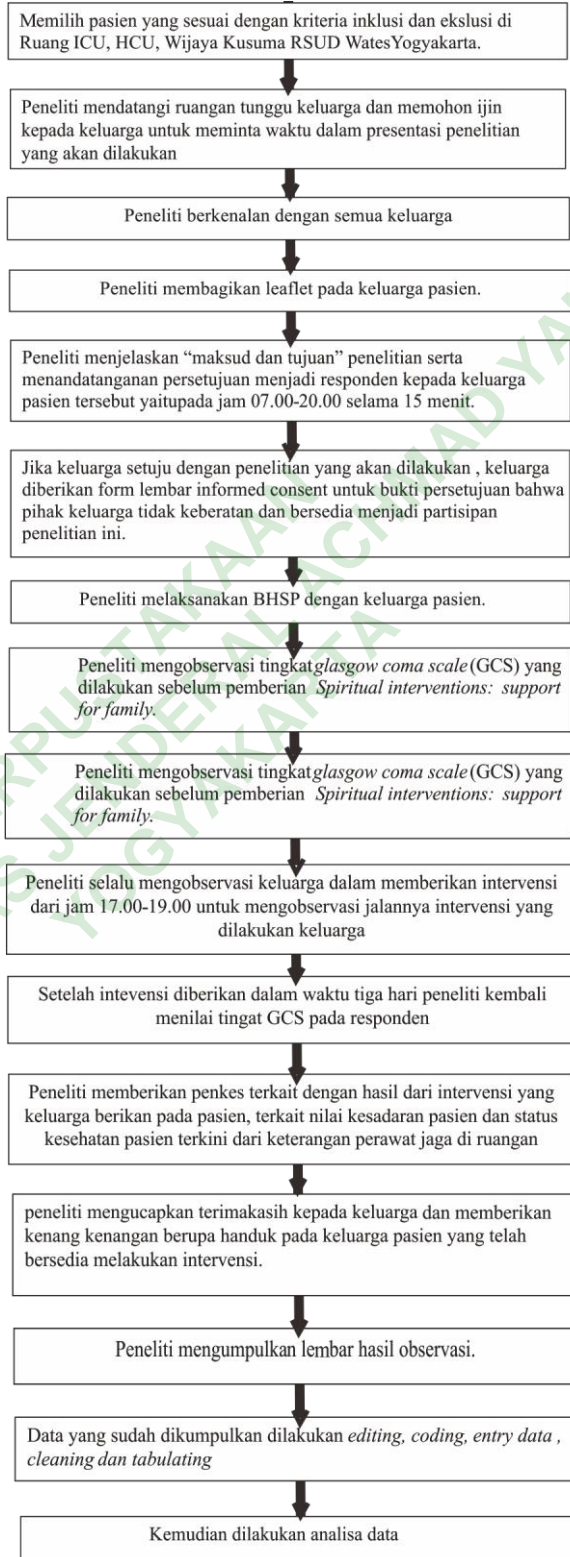 Memilih pasien yang sesuai dengan kriteria inklusi dan ekslusi di
Ruang ICU, HCU, Wijaya Kusuma RSUD WatesYogyakarta.
Peneliti mendatangi ruangan tunggu keluarga dan memohon ijin
kepada keluarga untuk meminta waktu dalam presentasi penelitian
yang akan dilakukan
Peneliti berkenalan dengan semua keluarga
Peneliti membagikan leaflet pada keluarga pasien.
Peneliti menjelaskan “maksud dan tujuan” penelitian serta
menandatanganan persetujuan menjadi responden kepada keluarga
pasien tersebut yaitupada jam 07.00-20.00 selama 15 menit.
Jika keluarga setuju dengan penelitian yang akan dilakukan , keluarga
diberikan form lembar informed consent untuk bukti persetujuan bahwa
pihak keluarga tidak keberatan dan bersedia menjadi partisipan
penelitian ini.
Peneliti melaksanakan BHSP dengan keluarga pasien.
Peneliti mengobservasi tingkat glasgow coma scale (GCS) yang
dilakukan sebelum pemberian Spiritual interventions: support
for family.
Peneliti mengobservasi tingkat glasgow coma scale (GCS) yang
dilakukan sebelum pemberian Spiritual interventions: support
for family.
Peneliti selalu mengobservasi keluarga dalam memberikan intervensi
dari jam 17.00-19.00 untuk mengobservasi jalannya intervensi yang
dilakukan keluarga
Setelah intevensi diberikan dalam waktu tiga hari peneliti kembali
menilai tingat GCS pada responden
Peneliti memberikan penkes terkait dengan hasil dari intervensi yang
keluarga berikan pada pasien, terkait nilai kesadaran pasien dan status
kesehatan pasien terkini dari keterangan perawat jaga di ruangan
peneliti mengucapkan terimakasih kepada keluarga dan memberikan
kenang kenangan berupa handuk pada keluarga pasien yang telah
bersedia melakukan intervensi.
Peneliti mengumpulkan lembar hasil observasi.
Data yang sudah dikumpulkan dilakukan editing, coding, entry data ,
cleaning dan tabulating
Kemudian dilakukan analisa data
RPUSTAKAAN
AS JENDERAL ACHMAD YA
YOGYAKARTA